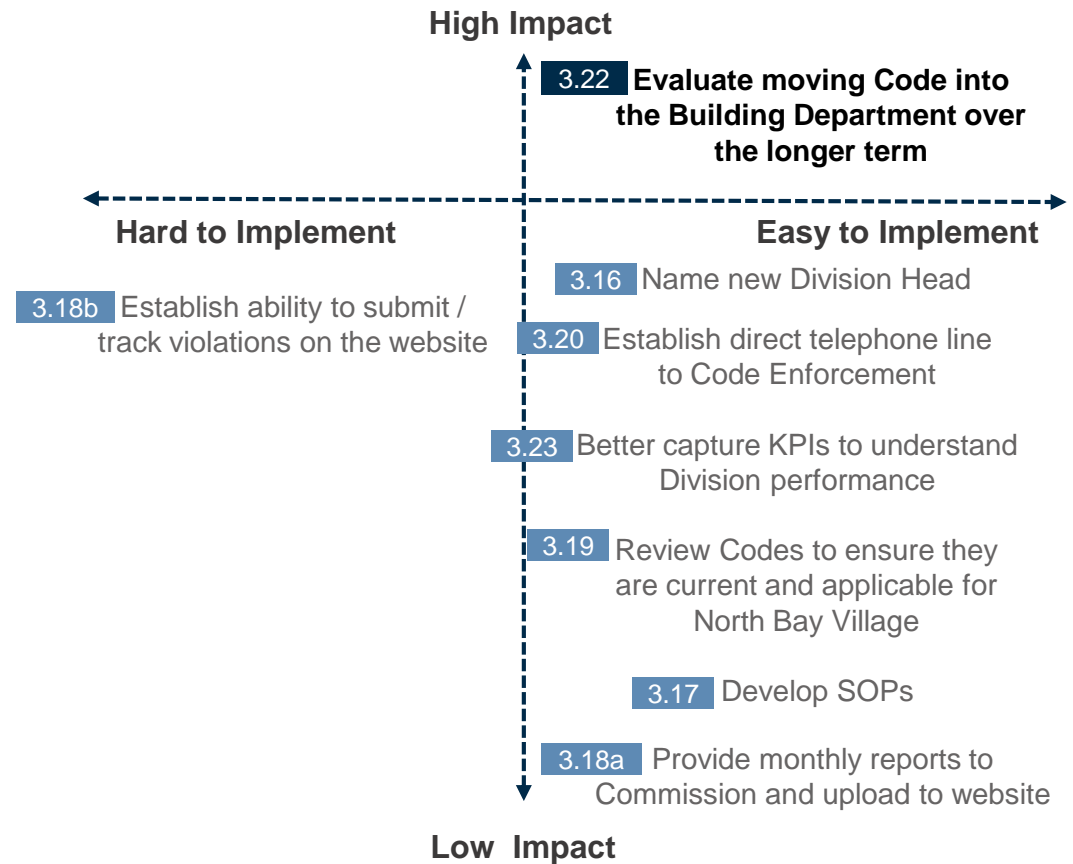 High Impact
3.22 Evaluate moving Code into
the Building Department over
the longer term
Hard to Implement
Easy to Implement
3.16 Name new Division Head
3.18b Establish ability to submit /
track violations on the website
3.20 Establish direct telephone line
to Code Enforcement
3.23 Better capture KPIs to understand
Division performance
3.19 Review Codes to ensure they
are current and applicable for
North Bay Village
3.17 Develop SOPs
3.18a Provide monthly reports to
Commission and upload to website
Low Impact